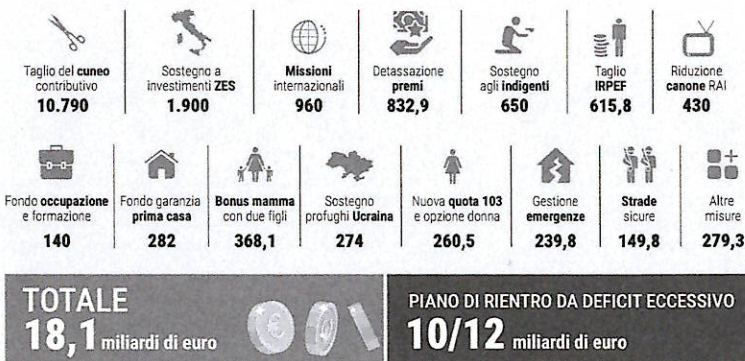 Taglio del cuneo
contributivo
10.790
Sostegno a
investimenti ZES
1.900
Missioni
internazionali
960
Detassazione
premi
832,9
Sostegno
agli indigenti
650
Taglio
IRPEF
615,8
Riduzione
canone RAI
430
Fondo occupazione
e formazione
140
Fondo garanzia
prima casa
282
Bonus mamma
con due figli
368,1
Sostegno
profughi Ucraina
274
Nuova quota 103
e opzione donna
260,5
Gestione
emergenze
239,8
Strade
sicure
149,8
Altre
misure
279,3
TOTALE
18,1 miliardi di euro
PIANO DI RIENTRO DA DEFICIT ECCESSIVO
10/12 miliardi di euro